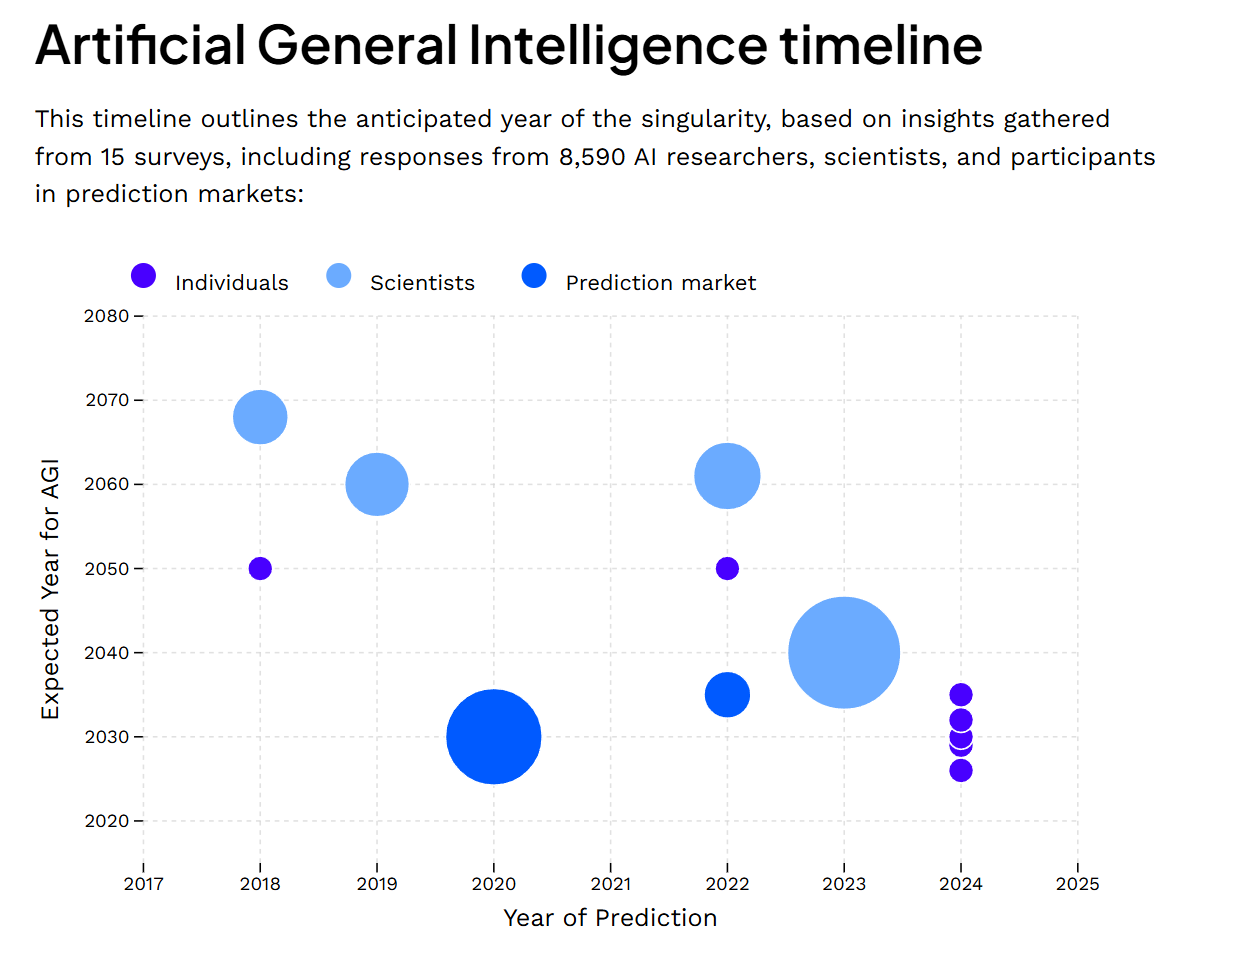 Artificial General Intelligence timeline
This timeline outlines the anticipated year of the singularity, based on insights gathered
from 15 surveys, including responses from 8,590 AI researchers, scientists, and participants
in prediction markets:
Individuals Scientists Prediction market
2080
2070
2060
2050
2040
2030
2020
Expected Year for AGI
2017 2018 2019 2020 2021 2022 2023 2024 2025
Year of Prediction